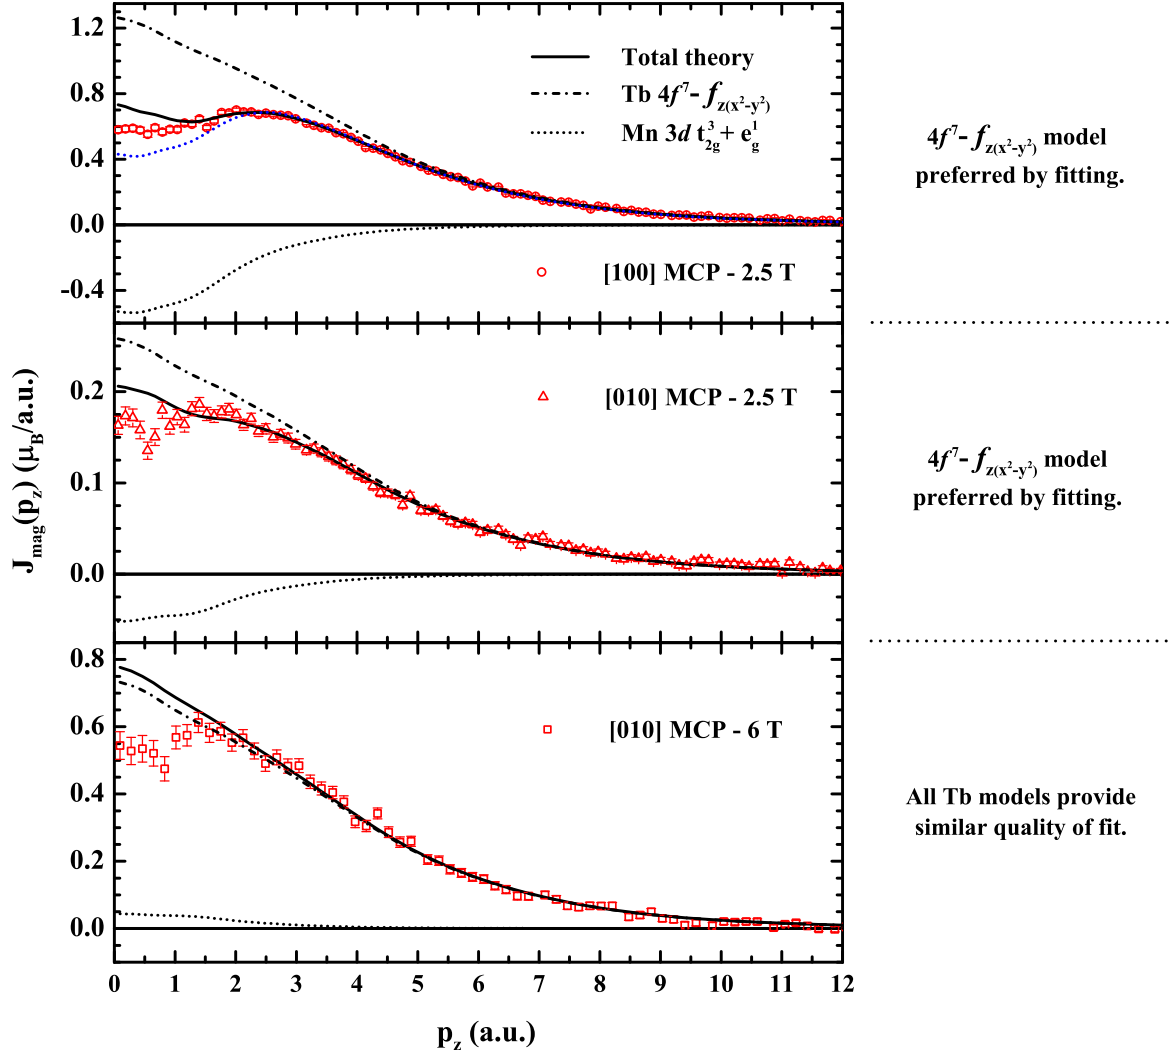 1.2
0.8
0.4
0.0
-0.4
Total theory
Tb 4f⁷- f_z(x²-y²)
Mn 3d t³_2g + e¹_g
[100] MCP - 2.5 T
4f⁷- f_z(x²-y²) model
preferred by fitting.
J_mag(p_z) (μ_B/a.u.)
0.2
0.1
0.0
[010] MCP - 2.5 T
4f⁷- f_z(x²-y²) model
preferred by fitting.
0.8
0.6
0.4
0.2
0.0
[010] MCP - 6 T
All Tb models provide
similar quality of fit.
0 1 2 3 4 5 6 7 8 9 10 11 12
p_z (a.u.)